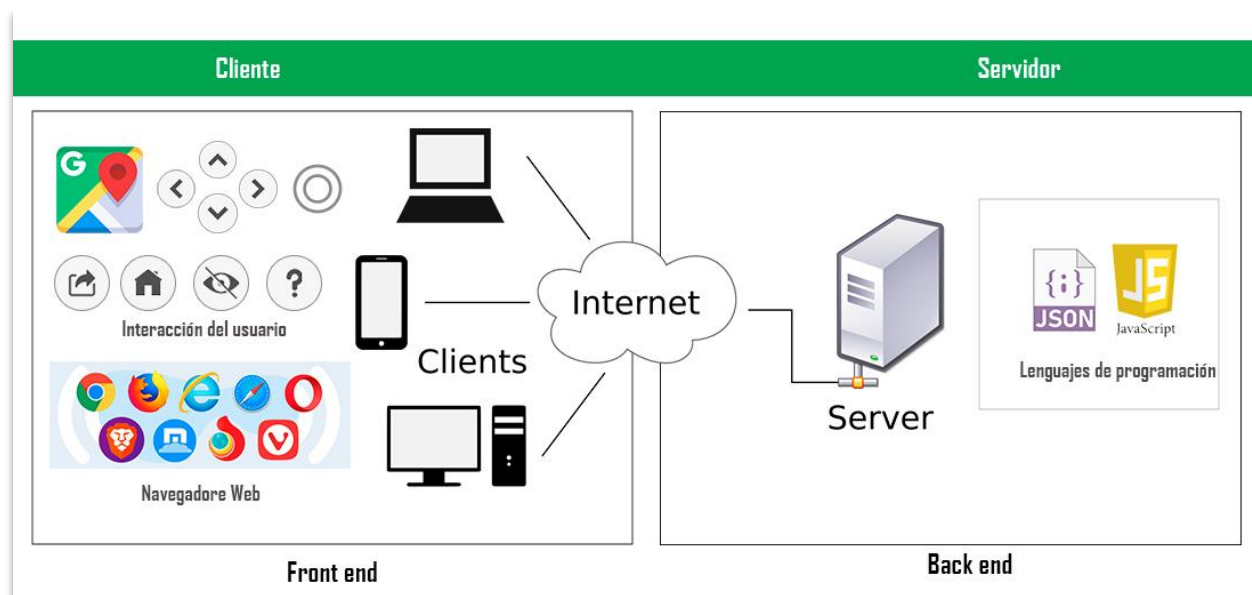 Cliente
Servidor
G
Interacción del usuario
Navegadore Web
Clients
Internet
Server
{;}
JSON
JS
JavaScript
Lenguajes de programación
Front end
Back end